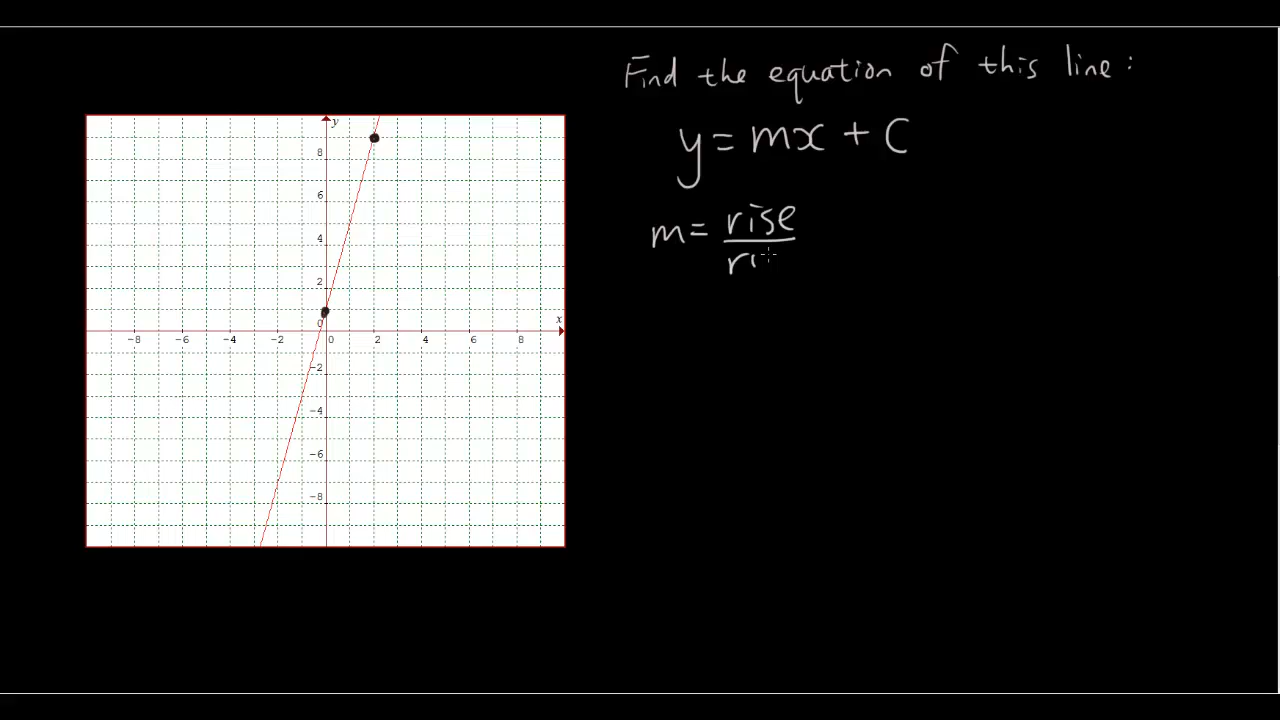 Find the equation of this line:
y = mx + C
m = rise
ri
y
8
6
4
2
0
x
-8 -6 -4 -2 0 2 4 6 8
-2
-4
-6
-8